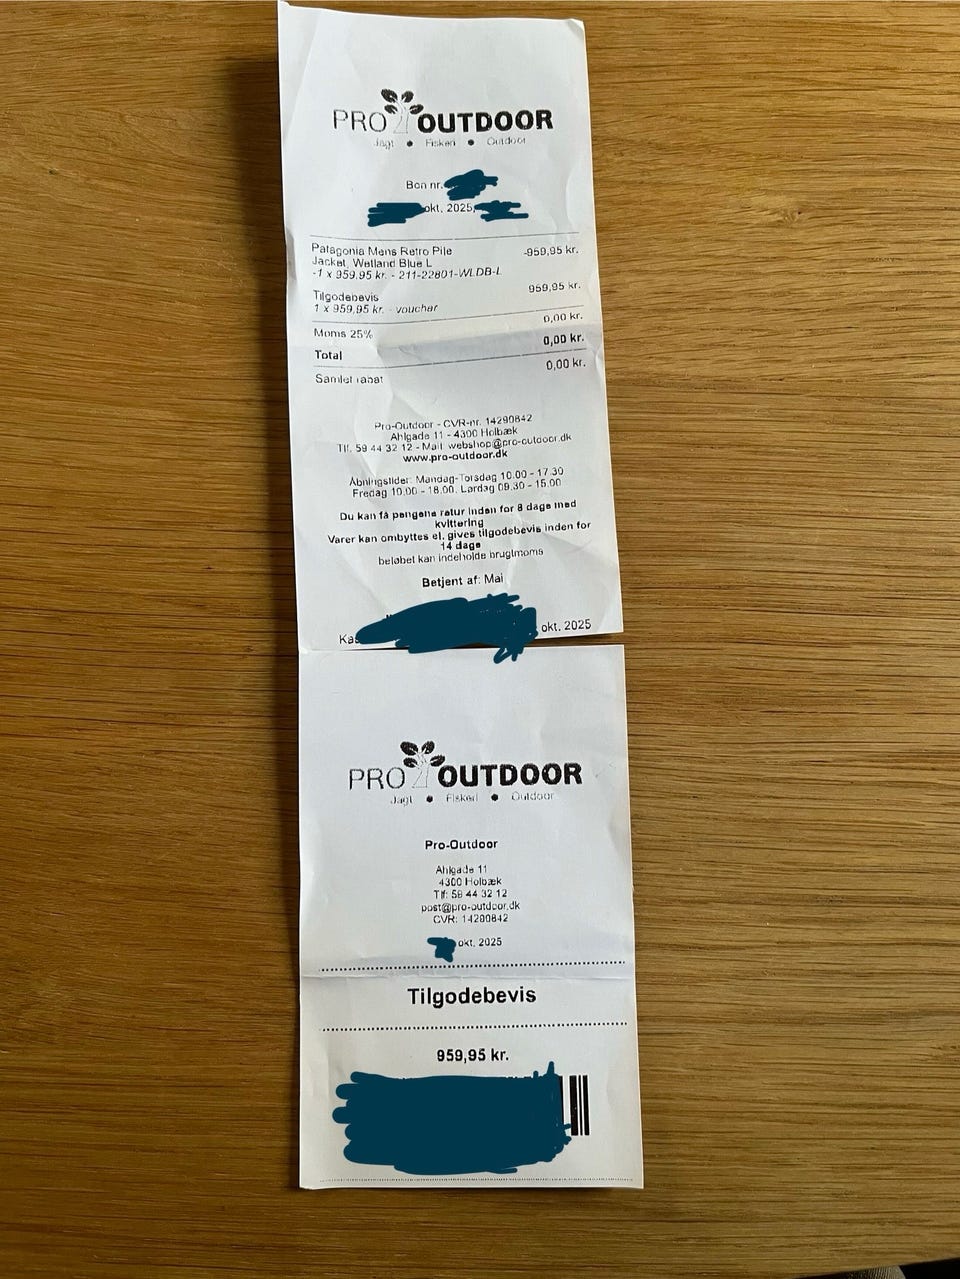 PRO OUTDOOR
Jagt • Fiskeri • Outdoor
Bon nr.
okt. 2025,
Patagonia Mens Retro Pile -959,95 kr.
Jacket, Wetland Blue L
-1 x 959,95 kr. - 211-22801-WLDB-L
Tilgodebevis 959,95 kr.
1 x 959,95 kr. - voucher
Moms 25% 0,00 kr.
Total 0,00 kr.
Samlet rabat 0,00 kr.
Pro-Outdoor - CVR-nr. 14290842
Ahlgade 11 - 4300 Holbæk
Tlf. 59 44 32 12 - Mail: webshop@pro-outdoor.dk
www.pro-outdoor.dk
Åbningstider: Mandag-Torsdag 10.00 - 17.30
Fredag 10.00 - 18.00. Lørdag 09.30 - 15.00
Du kan få pengene retur inden for 8 dage med
kvittering
Varer kan ombyttes el. gives tilgodebevis inden for
14 dage
beløbet kan indeholde brugtmoms
Betjent af: Mai
okt. 2025
PRO OUTDOOR
Jagt • Fiskeri • Outdoor
Pro-Outdoor
Ahlgade 11
4300 Holbæk
Tlf: 59 44 32 12
post@pro-outdoor.dk
CVR: 14290842
okt. 2025
Tilgodebevis
959,95 kr.